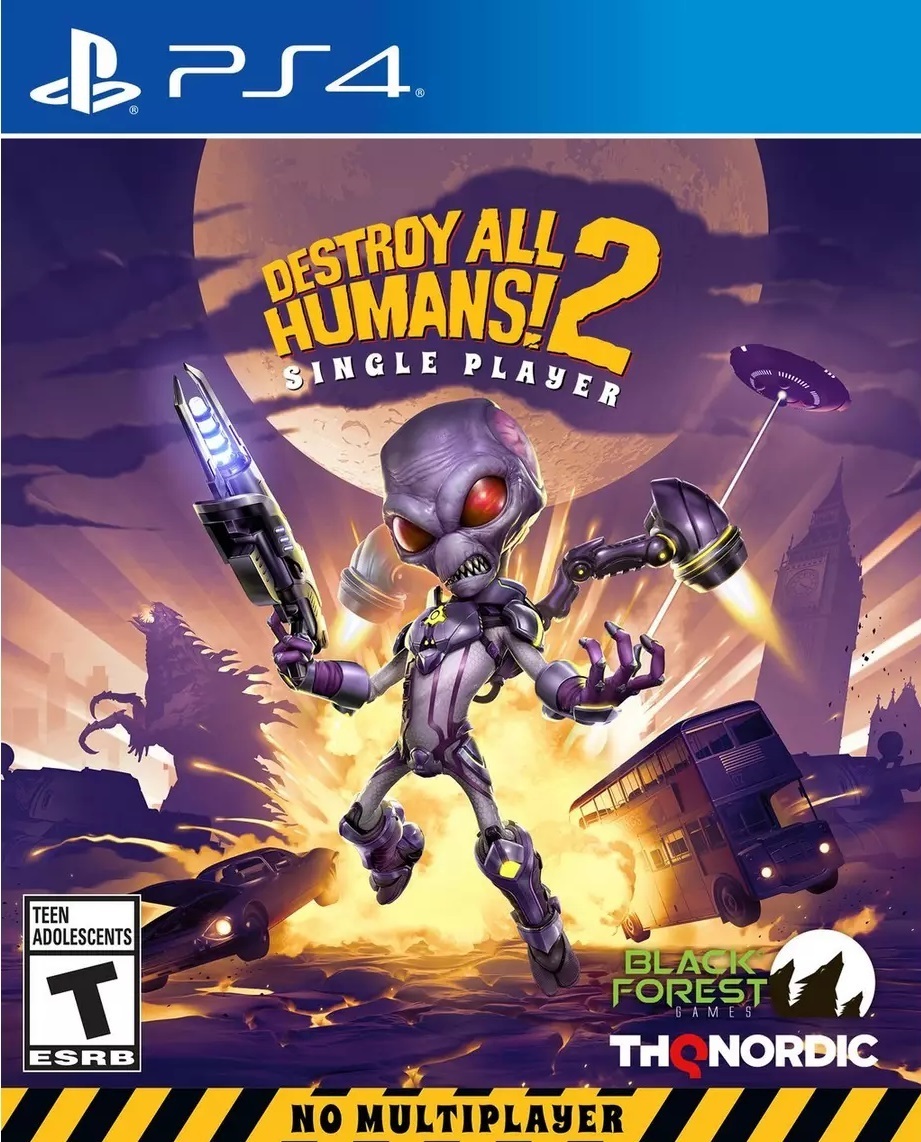 PS4
®
®
DESTROY ALL
HUMANS! 2
SINGLE PLAYER
TEEN
ADOLESCENTS
T
ESRB
BLACK
FOREST
GAMES
THQNORDIC
NO MULTIPLAYER